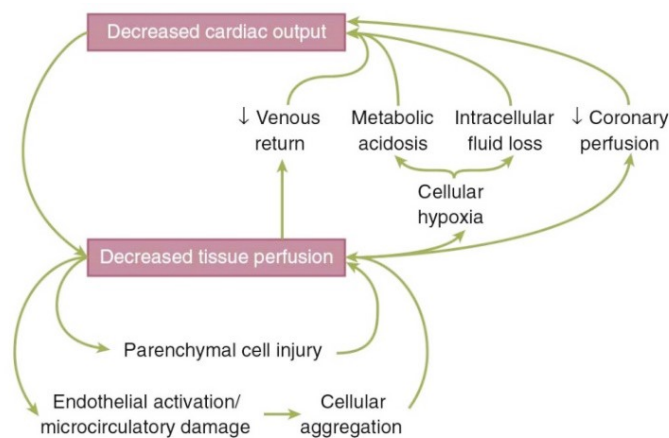 Decreased cardiac output
↓ Venous
return
Metabolic
acidosis
Intracellular
fluid loss
↓ Coronary
perfusion
Cellular
hypoxia
Decreased tissue perfusion
Parenchymal cell injury
Endothelial activation/
microcirculatory damage
Cellular
aggregation